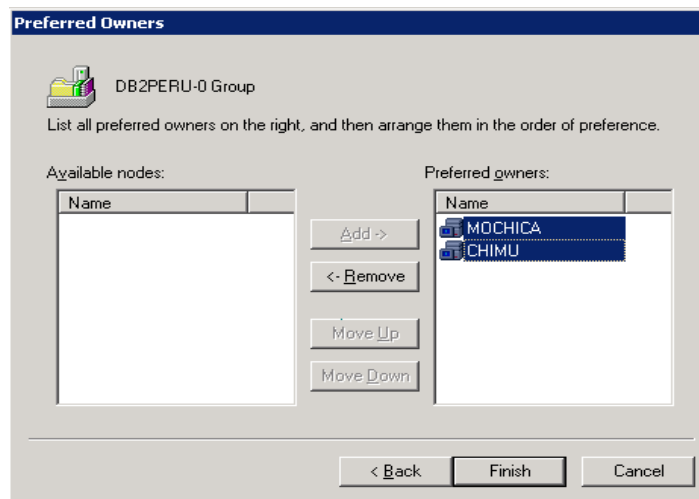 Preferred Owners
DB2PERU-0 Group
List all preferred owners on the right, and then arrange them in the order of preference.
Available nodes:
Name
Add ->
<- Remove
Move Up
Move Down
Preferred owners:
Name
MOCHICA
CHIMU
< Back
Finish
Cancel